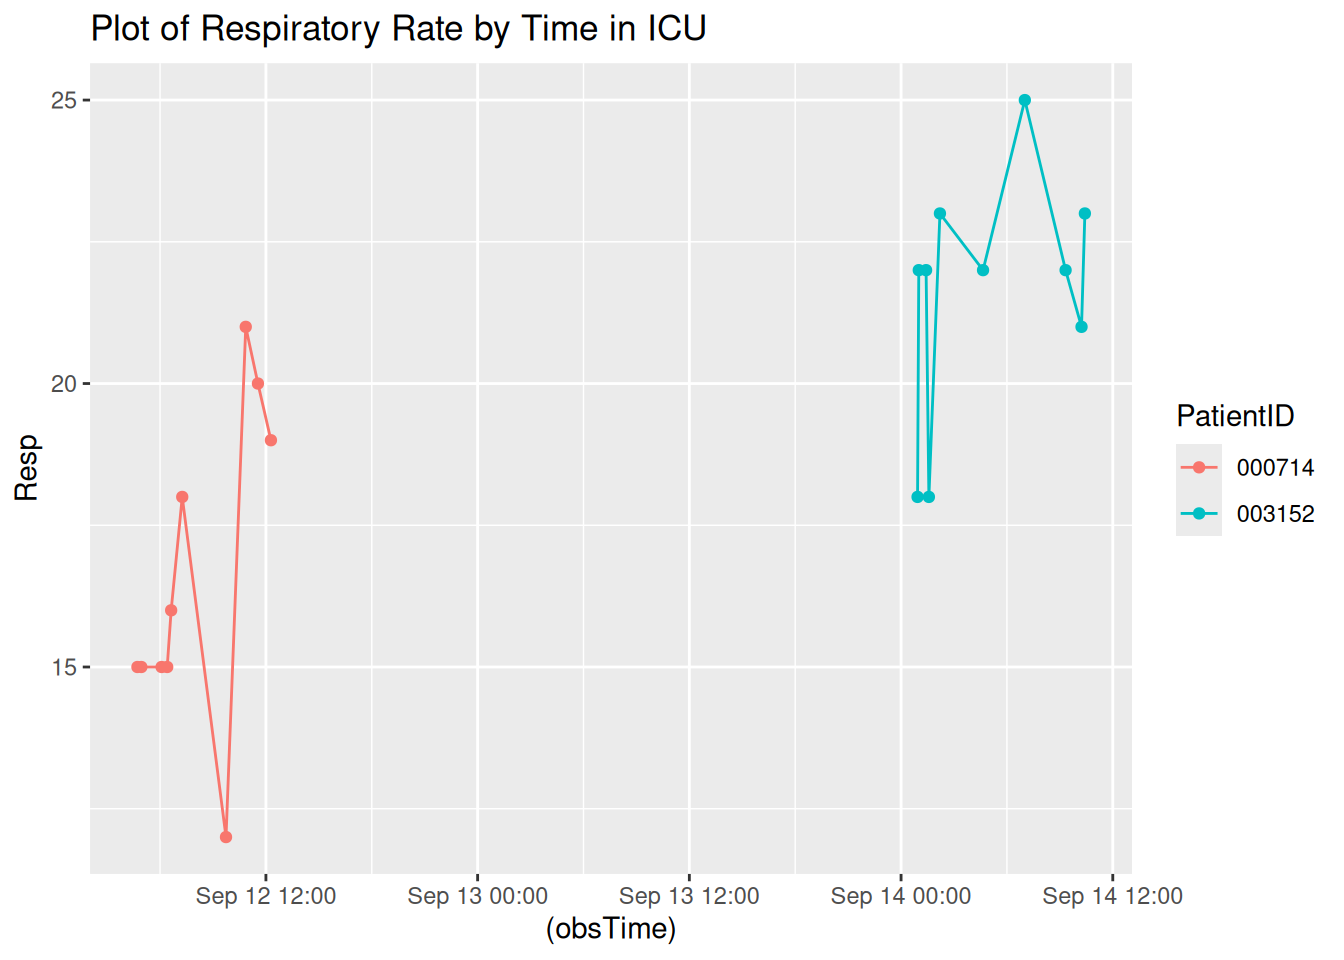 Plot of Respiratory Rate by Time in ICU
25
20
15
Resp
Sep 12 12:00
Sep 13 00:00
Sep 13 12:00
Sep 14 00:00
Sep 14 12:00
(obsTime)
PatientID
000714
003152